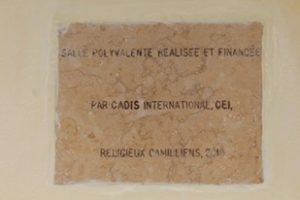 SALLE POLYVALENTE REALISEE ET FINANCEE
PAR CADIS INTERNATIONAL, CEI,
RELIGIEUX CAMILLIENS,